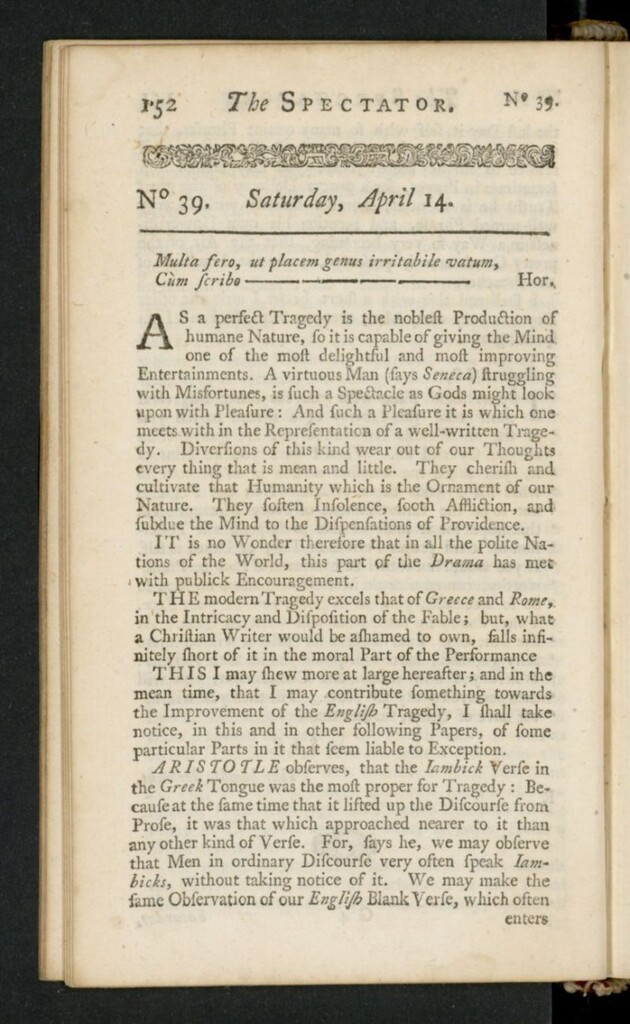 152 The SPECTATOR. Nº 39.
Nº 39. Saturday, April 14.
Multa fero, ut placem genus irritabile vatum,
Cùm ſcribo ——— Hor.
AS a perfect Tragedy is the nobleſt Production of
humane Nature, ſo it is capable of giving the Mind
one of the moſt delightful and moſt improving
Entertainments. A virtuous Man (ſays Seneca) ſtruggling
with Misfortunes, is ſuch a Spectacle as Gods might look
upon with Pleaſure: And ſuch a Pleaſure it is which one
meets with in the Repreſentation of a well-written Trage-
dy. Diverſions of this kind wear out of our Thoughts
every thing that is mean and little. They cheriſh and
cultivate that Humanity which is the Ornament of our
Nature. They ſoften Inſolence, ſooth Affliction, and
ſubdue the Mind to the Diſpenſations of Providence.
IT is no Wonder therefore that in all the polite Na-
tions of the World, this part of the Drama has met
with publick Encouragement.
THE modern Tragedy excels that of Greece and Rome,
in the Intricacy and Diſpoſition of the Fable; but, what
a Chriſtian Writer would be aſhamed to own, falls infi-
nitely ſhort of it in the moral Part of the Performance
THIS I may ſhew more at large hereafter; and in the
mean time, that I may contribute ſomething towards
the Improvement of the Engliſh Tragedy, I ſhall take
notice, in this and in other following Papers, of ſome
particular Parts in it that ſeem liable to Exception.
ARISTOTLE obſerves, that the Iambick Verſe in
the Greek Tongue was the moſt proper for Tragedy: Be-
cauſe at the ſame time that it lifted up the Diſcourſe from
Proſe, it was that which approached nearer to it than
any other kind of Verſe. For, ſays he, we may obſerve
that Men in ordinary Diſcourſe very often ſpeak Iam-
bicks, without taking notice of it. We may make the
ſame Obſervation of our Engliſh Blank Verſe, which often
enters